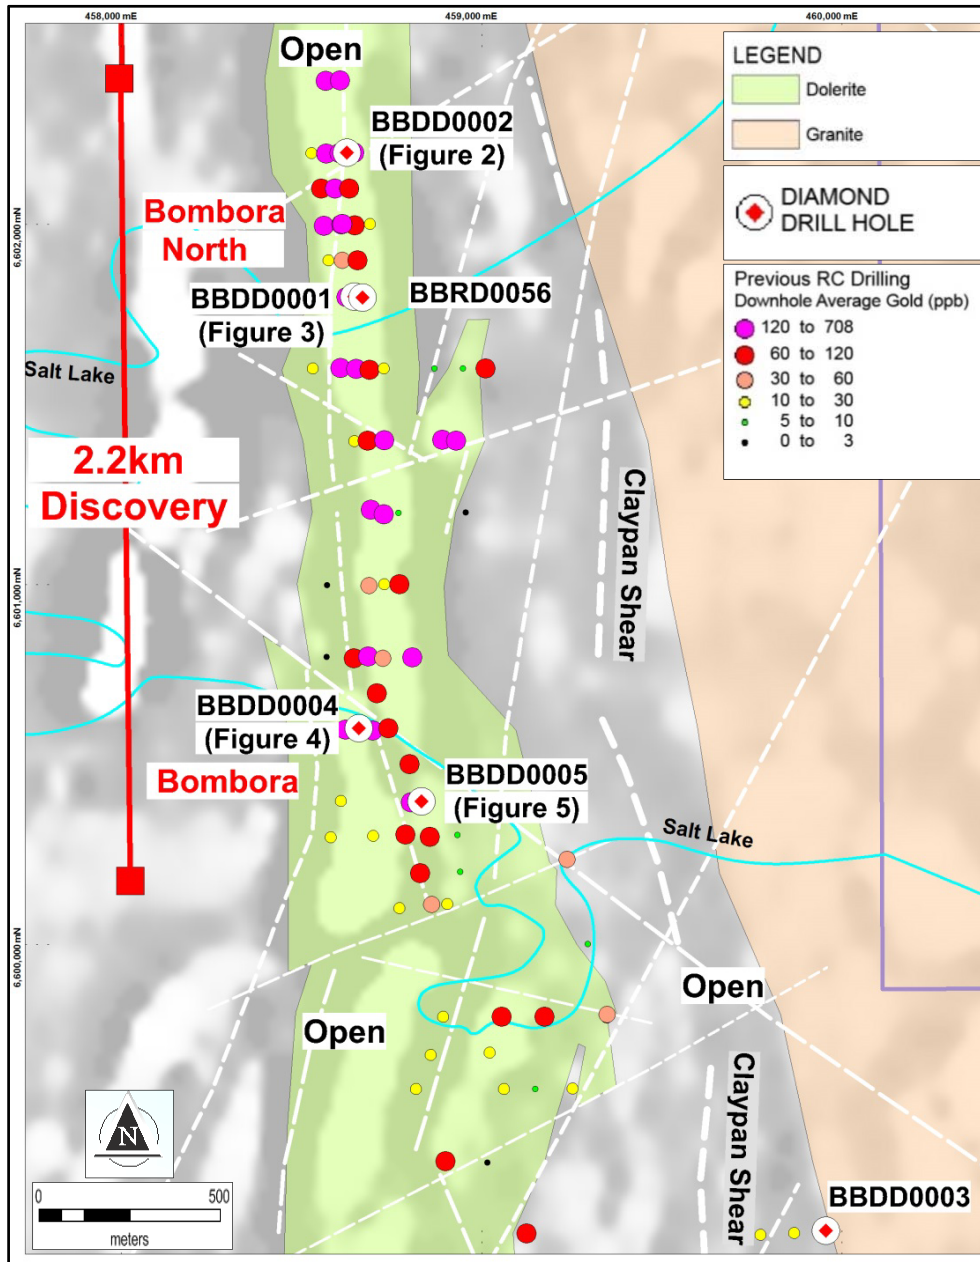 458,000 mE
459,000 mE
460,000 mE
Open
LEGEND
Dolerite
Granite
BBDD0002
(Figure 2)
DIAMOND
DRILL HOLE
Bombora
North
6,602,000 mN
BBDD0001
(Figure 3)
BBRD0056
Previous RC Drilling
Downhole Average Gold (ppb)
120 to 708
60 to 120
30 to 60
10 to 30
5 to 10
0 to 3
Salt Lake
2.2km
Discovery
Claypan Shear
6,601,000 mN
BBDD0004
(Figure 4)
Bombora
BBDD0005
(Figure 5)
Salt Lake
6,600,000 mN
Open
Open
Claypan Shear
N
BBDD0003
0 500
meters